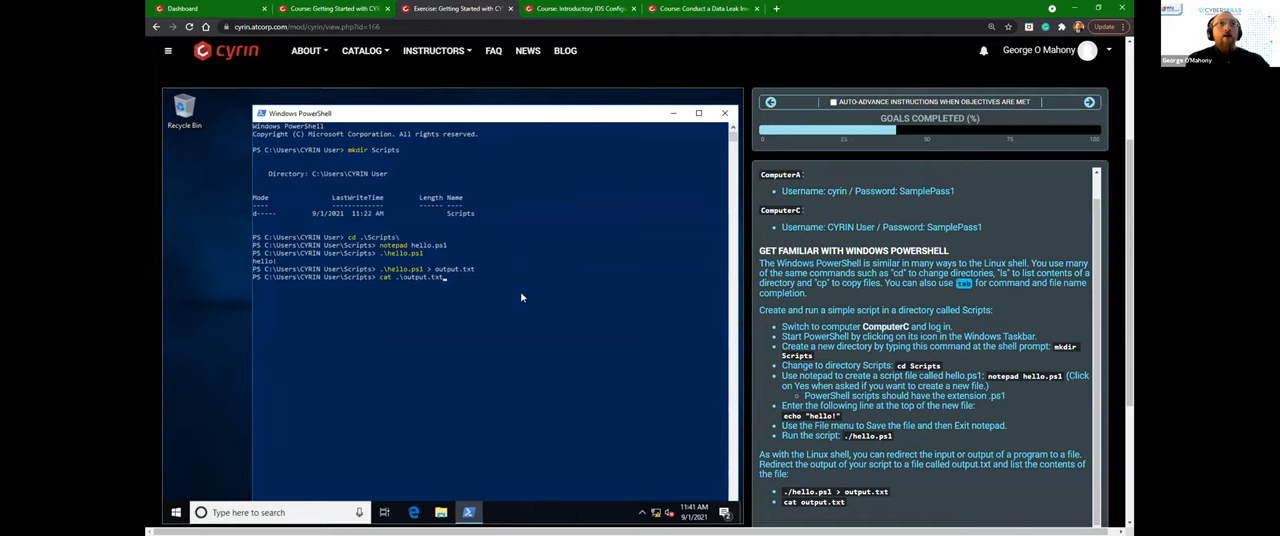 Dashboard
Course: Getting Started with CY
Exercise: Getting Started with CY
Course: Introductory IDS Config
Course: Conduct a Data Leak Inve
cyrin.atcorp.com/mod/cyrin/view.php?id=166
Update
CYRIN
ABOUT
CATALOG
INSTRUCTORS
FAQ
NEWS
BLOG
George O Mahony
CYBERSKILLS
George O Mahony
Recycle Bin
Windows PowerShell
Windows PowerShell
Copyright (C) Microsoft Corporation. All rights reserved.
PS C:\Users\CYRIN User> mkdir Scripts
Directory: C:\Users\CYRIN User
Mode LastWriteTime Length Name
---- ------------- ------ ----
d----- 9/1/2021 11:22 AM Scripts
PS C:\Users\CYRIN User> cd .\Scripts\
PS C:\Users\CYRIN User\Scripts> notepad hello.ps1
PS C:\Users\CYRIN User\Scripts> .\hello.ps1
hello!
PS C:\Users\CYRIN User\Scripts> .\hello.ps1 > output.txt
PS C:\Users\CYRIN User\Scripts> cat .\output.txt
Type here to search
11:41 AM
9/1/2021
2
AUTO-ADVANCE INSTRUCTIONS WHEN OBJECTIVES ARE MET
GOALS COMPLETED (%)
0 25 50 75 100
ComputerA:
• Username: cyrin / Password: SamplePass1
ComputerC:
• Username: CYRIN User / Password: SamplePass1
GET FAMILIAR WITH WINDOWS POWERSHELL
The Windows PowerShell is similar in many ways to the Linux shell. You use many
of the same commands such as "cd" to change directories, "ls" to list contents of a
directory and "cp" to copy files. You can also use tab for command and file name
completion.
Create and run a simple script in a directory called Scripts:
• Switch to computer ComputerC and log in.
• Start PowerShell by clicking on its icon in the Windows Taskbar.
• Create a new directory by typing this command at the shell prompt: mkdir
Scripts
• Change to directory Scripts: cd Scripts
• Use notepad to create a script file called hello.ps1: notepad hello.ps1 (Click
on Yes when asked if you want to create a new file.)
○ PowerShell scripts should have the extension .ps1
• Enter the following line at the top of the new file:
echo "hello!"
• Use the File menu to Save the file and then Exit notepad.
• Run the script: ./hello.ps1
As with the Linux shell, you can redirect the input or output of a program to a file.
Redirect the output of your script to a file called output.txt and list the contents of
the file:
• ./hello.ps1 > output.txt
• cat output.txt